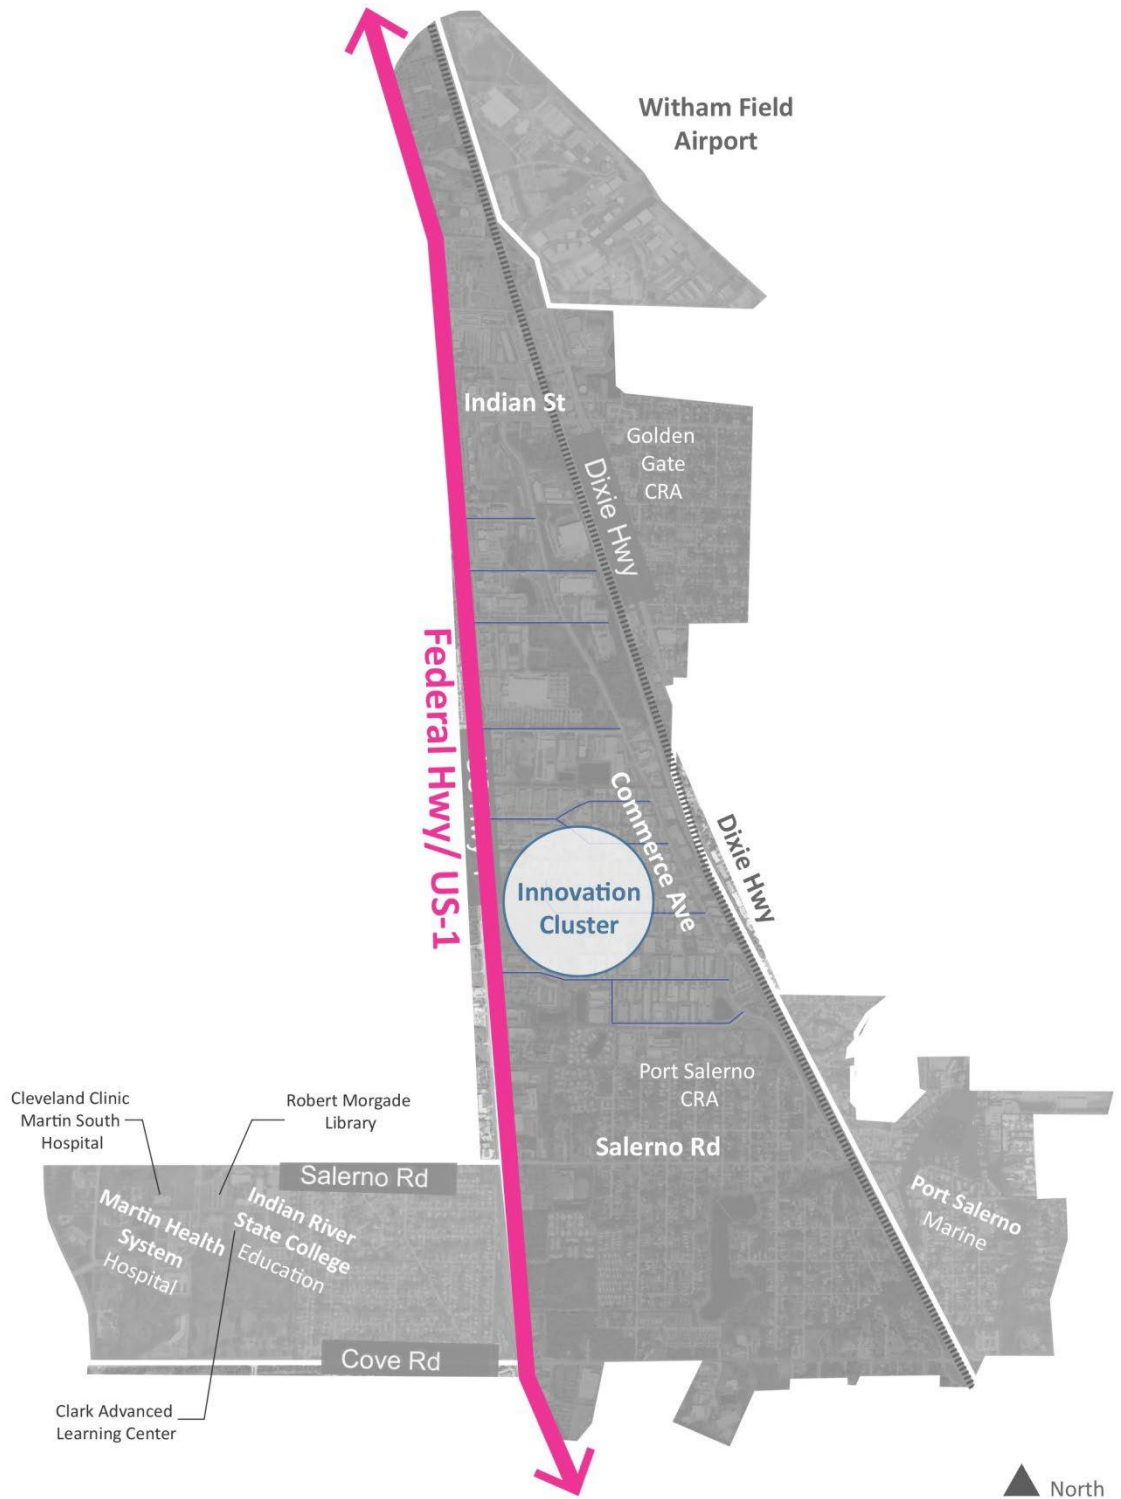 Witham Field
Airport
Indian St
Golden
Gate
CRA
Dixie Hwy
Federal Hwy/ US-1
Commerce Ave
Dixie Hwy
Innovation
Cluster
Port Salerno
CRA
Salerno Rd
Cleveland Clinic
Martin South
Hospital
Robert Morgade
Library
Salerno Rd
Martin Health
System
Hospital
Indian River
State College
Education
Port Salerno
Marine
Cove Rd
Clark Advanced
Learning Center
North